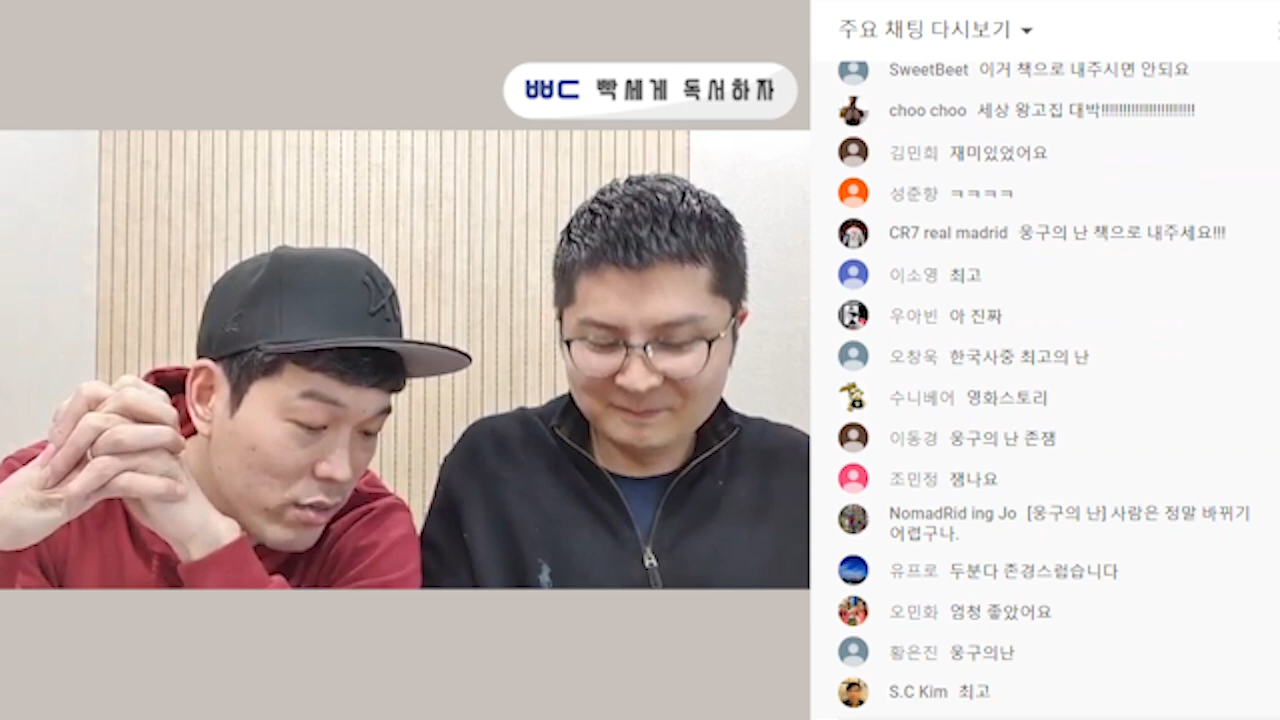 주요 채팅 다시보기
ㅃㄷ 빡세게 독서하자
SweetBeet 이거 책으로 내주시면 안되요
choo choo 세상 왕고집 대박!!!!!!!!!!!!!!!!!!!!!!!!!!
김민희 재미있었어요
성준향 ㅋㅋㅋㅋ
CR7 real madrid 웅구의 난 책으로 내주세요!!!
이소영 최고
우아빈 아 진짜
오창욱 한국사중 최고의 난
수니베어 영화스토리
이동경 웅구의 난 존잼
조민정 잼나요
NomadRid ing Jo [웅구의 난] 사람은 정말 바뀌기
어렵구나.
유프로 두분다 존경스럽습니다
오민화 엄청 좋았어요
황은진 웅구의난
S.C Kim 최고